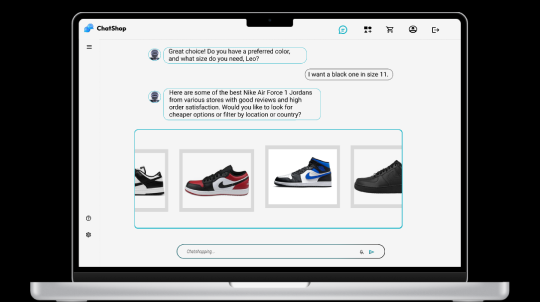 ChatShop
Great choice! Do you have a preferred color,
and what size do you need, Leo?
I want a black one in size 11.
Here are some of the best Nike Air Force 1 Jordans
from various stores with good reviews and high
order satisfaction. Would you like to look for
cheaper options or filter by location or country?
Chatshopping...